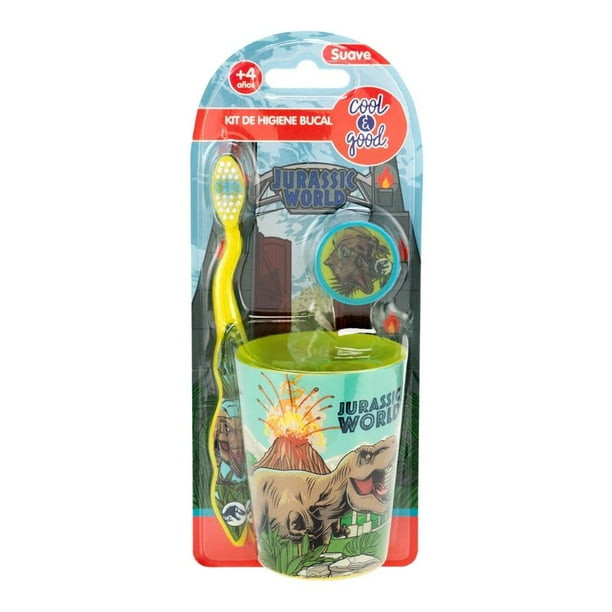 Suave
+4
años
KIT DE HIGIENE BUCAL
cool
&
good
JURASSIC
WORLD
JURASSIC
WORLD